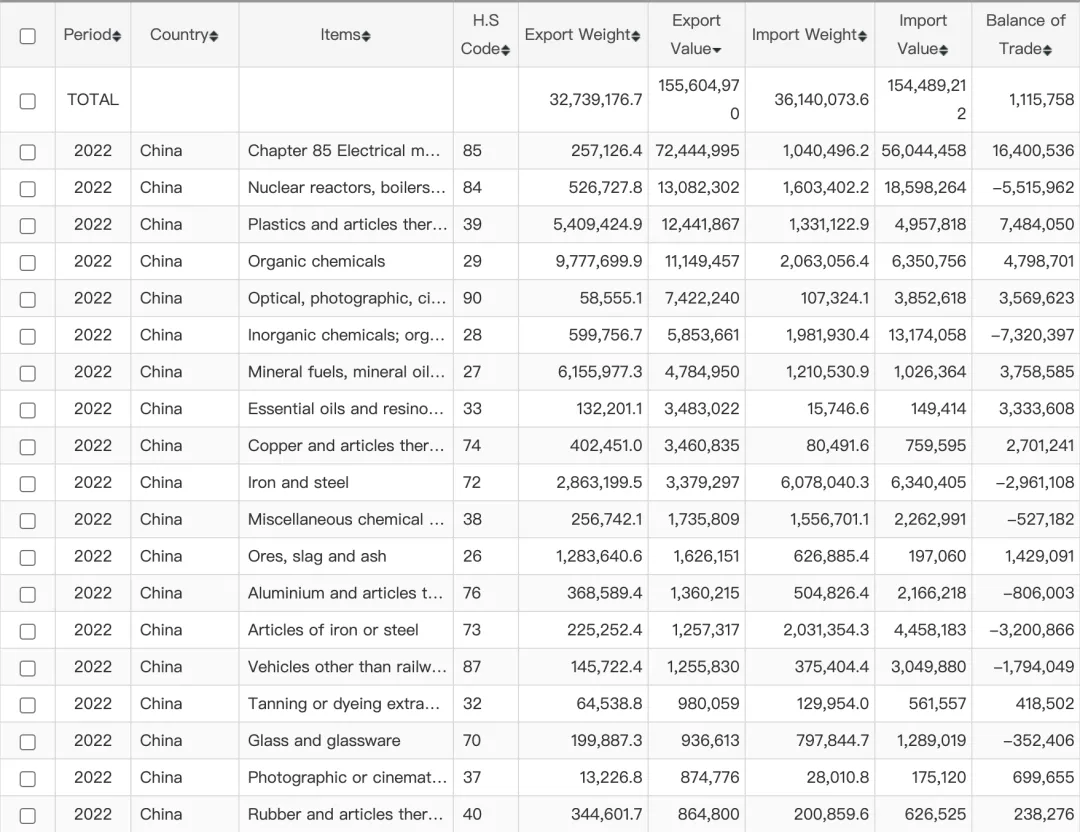 Period Country Items H.S Code Export Weight Export Value Import Weight Import Value Balance of Trade
TOTAL 32,739,176.7 155,604,970 36,140,073.6 154,489,212 1,115,758
2022 China Chapter 85 Electrical m... 85 257,126.4 72,444,995 1,040,496.2 56,044,458 16,400,536
2022 China Nuclear reactors, boilers... 84 526,727.8 13,082,302 1,603,402.2 18,598,264 −5,515,962
2022 China Plastics and articles ther... 39 5,409,424.9 12,441,867 1,331,122.9 4,957,818 7,484,050
2022 China Organic chemicals 29 9,777,699.9 11,149,457 2,063,056.4 6,350,756 4,798,701
2022 China Optical, photographic, ci... 90 58,555.1 7,422,240 107,324.1 3,852,618 3,569,623
2022 China Inorganic chemicals; org... 28 599,756.7 5,853,661 1,981,930.4 13,174,058 −7,320,397
2022 China Mineral fuels, mineral oil... 27 6,155,977.3 4,784,950 1,210,530.9 1,026,364 3,758,585
2022 China Essential oils and resino... 33 132,201.1 3,483,022 15,746.6 149,414 3,333,608
2022 China Copper and articles ther... 74 402,451.0 3,460,835 80,491.6 759,595 2,701,241
2022 China Iron and steel 72 2,863,199.5 3,379,297 6,078,040.3 6,340,405 −2,961,108
2022 China Miscellaneous chemical ... 38 256,742.1 1,735,809 1,556,701.1 2,262,991 −527,182
2022 China Ores, slag and ash 26 1,283,640.6 1,626,151 626,885.4 197,060 1,429,091
2022 China Aluminium and articles t... 76 368,589.4 1,360,215 504,826.4 2,166,218 −806,003
2022 China Articles of iron or steel 73 225,252.4 1,257,317 2,031,354.3 4,458,183 −3,200,866
2022 China Vehicles other than railw... 87 145,722.4 1,255,830 375,404.4 3,049,880 −1,794,049
2022 China Tanning or dyeing extra... 32 64,538.8 980,059 129,954.0 561,557 418,502
2022 China Glass and glassware 70 199,887.3 936,613 797,844.7 1,289,019 −352,406
2022 China Photographic or cinemat... 37 13,226.8 874,776 28,010.8 175,120 699,655
2022 China Rubber and articles ther... 40 344,601.7 864,800 200,859.6 626,525 238,276